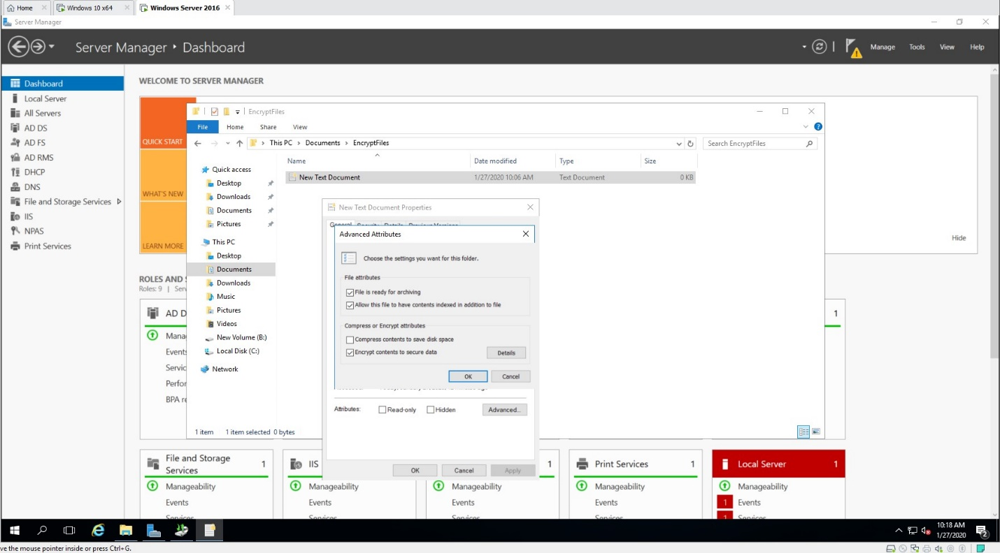 Home
Windows 10 x64
Windows Server 2016
Server Manager
Server Manager
Dashboard
Manage
Tools
View
Help
Dashboard
Local Server
All Servers
AD DS
AD FS
AD RMS
DHCP
DNS
File and Storage Services
IIS
NPAS
Print Services
WELCOME TO SERVER MANAGER
QUICK START
WHAT'S NEW
LEARN MORE
Hide
EncryptFiles
File
Home
Share
View
This PC
Documents
EncryptFiles
Search EncryptFiles
Name
Date modified
Type
Size
New Text Document
1/27/2020 10:06 AM
Text Document
0 KB
Quick access
Desktop
Downloads
Documents
Pictures
This PC
Desktop
Documents
Downloads
Music
Pictures
Videos
New Volume (B:)
Local Disk (C:)
Network
1 item
1 item selected 0 bytes
New Text Document Properties
General Security Details Previous Versions
Advanced Attributes
Choose the settings you want for this folder.
File attributes
File is ready for archiving
Allow this file to have contents indexed in addition to file
Compress or Encrypt attributes
Compress contents to save disk space
Encrypt contents to secure data
Details
OK
Cancel
Attributes:
Read-only
Hidden
Advanced...
OK
Cancel
Apply
ROLES AND
Roles: 9 |
AD D
Mana
Events
Servic
Perfor
BPA re
1
File and Storage
Services
1
Manageability
Events
Services
IIS
Manageability
Events
Services
1
Manageability
Events
Services
Print Services
1
Manageability
Events
Services
Local Server
1
Manageability
1 Events
1 Services
10:18 AM
1/27/2020
2
ve the mouse pointer inside or press Ctrl+G.